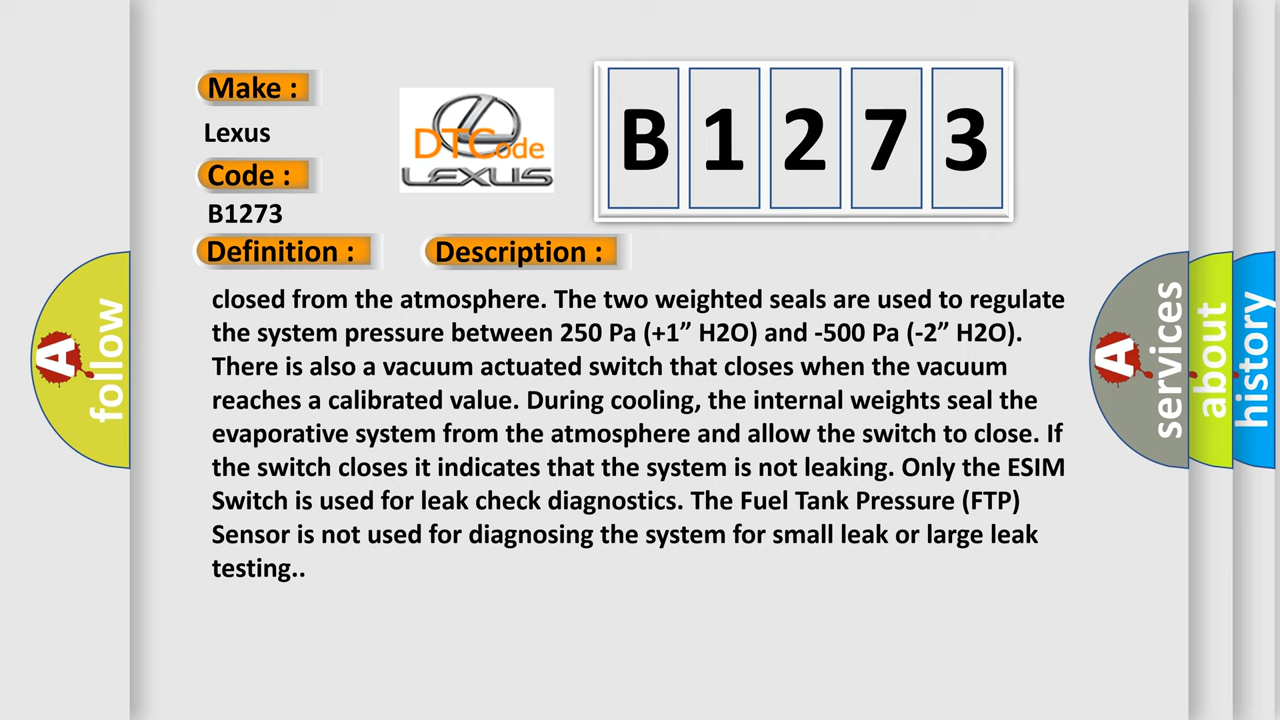 Make :
Lexus
Code :
B1273
DTCode
LEXUS
B 1 2 7 3
Definition :
Description :
closed from the atmosphere. The two weighted seals are used to regulate
the system pressure between 250 Pa (+1” H2O) and -500 Pa (-2” H2O).
There is also a vacuum actuated switch that closes when the vacuum
reaches a calibrated value. During cooling, the internal weights seal the
evaporative system from the atmosphere and allow the switch to close. If
the switch closes it indicates that the system is not leaking. Only the ESIM
Switch is used for leak check diagnostics. The Fuel Tank Pressure (FTP)
Sensor is not used for diagnosing the system for small leak or large leak
testing..
A
follow
A
services
about
history